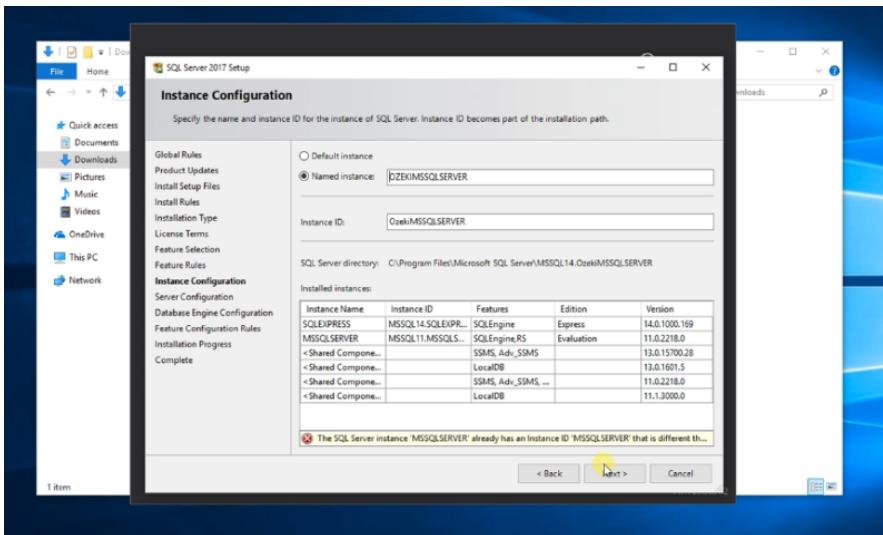 Dow
File
Home
wnloads
Quick access
Documents
Downloads
Pictures
Music
Videos
OneDrive
This PC
Network
1 item
SQL Server 2017 Setup
Instance Configuration
Specify the name and instance ID for the instance of SQL Server. Instance ID becomes part of the installation path.
Global Rules
Product Updates
Install Setup Files
Install Rules
Installation Type
License Terms
Feature Selection
Feature Rules
Instance Configuration
Server Configuration
Database Engine Configuration
Feature Configuration Rules
Installation Progress
Complete
Default instance
Named instance: OZEKIMSSQLSERVER
Instance ID: OzekiMSSQLSERVER
SQL Server directory: C:\Program Files\Microsoft SQL Server\MSSQL14.OzekiMSSQLSERVER
Installed instances:
Instance Name Instance ID Features Edition Version
SQLEXPRESS MSSQL14.SQLEXPR... SQLEngine Express 14.0.1000.169
MSSQLSERVER MSSQL11.MSSQLS... SQLEngine,RS Evaluation 11.0.2218.0
<Shared Compone... SSMS, Adv_SSMS 13.0.15700.28
<Shared Compone... LocalDB 13.0.1601.5
<Shared Compone... SSMS, Adv_SSMS, ... 11.0.2218.0
<Shared Compone... LocalDB 11.1.3000.0
The SQL Server instance 'MSSQLSERVER' already has an Instance ID 'MSSQLSERVER' that is different th...
< Back Next > Cancel